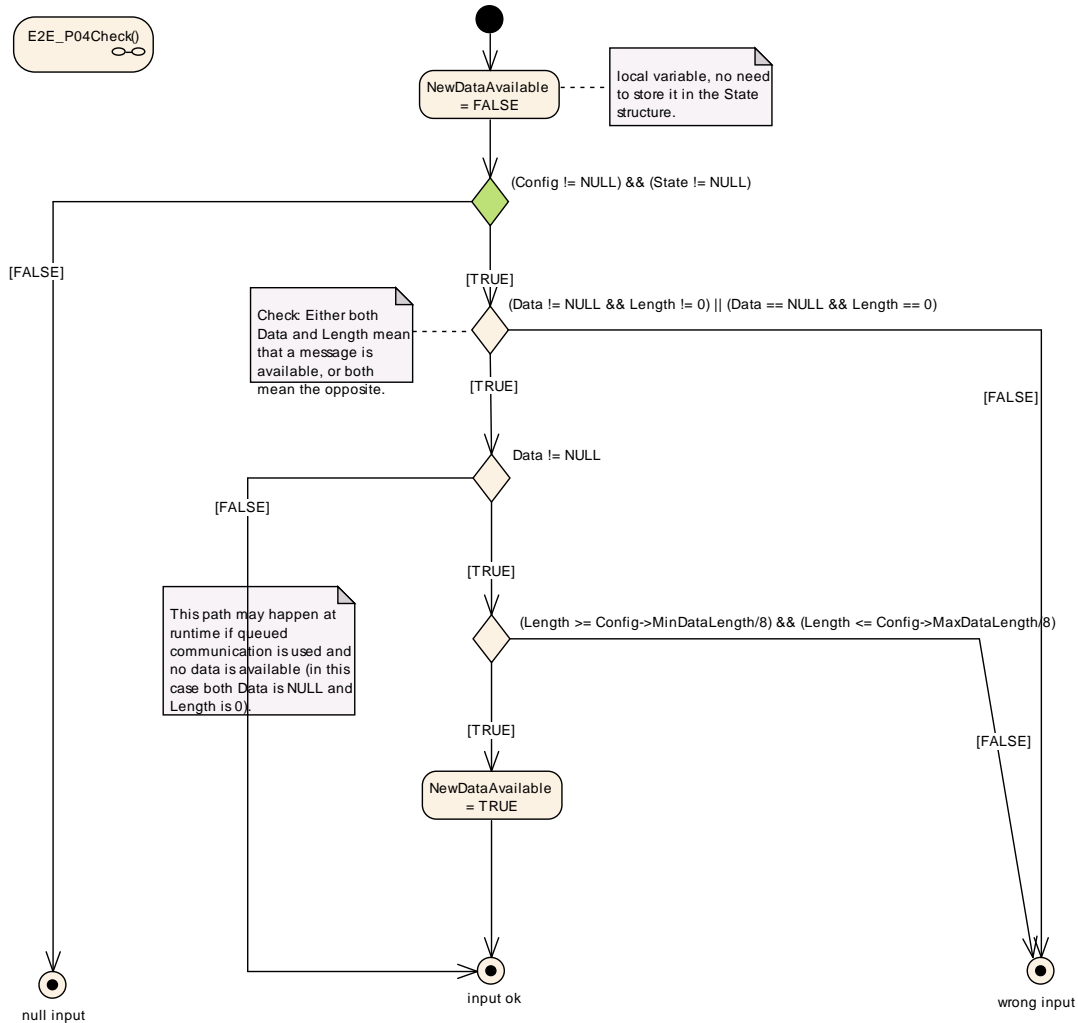 E2E_P04Check()
NewDataAvailable
= FALSE
local variable, no need
to store it in the State
structure.
(Config != NULL) && (State != NULL)
[FALSE]
[TRUE]
(Data != NULL && Length != 0) || (Data == NULL && Length == 0)
Check: Either both
Data and Length mean
that a message is
available, or both
mean the opposite.
[TRUE]
[FALSE]
Data != NULL
[FALSE]
[TRUE]
This path may happen at
runtime if queued
communication is used and
no data is available (in this
case both Data is NULL and
Length is 0).
(Length >= Config->MinDataLength/8) && (Length <= Config->MaxDataLength/8)
[TRUE]
[FALSE]
NewDataAvailable
= TRUE
null input
input ok
wrong input